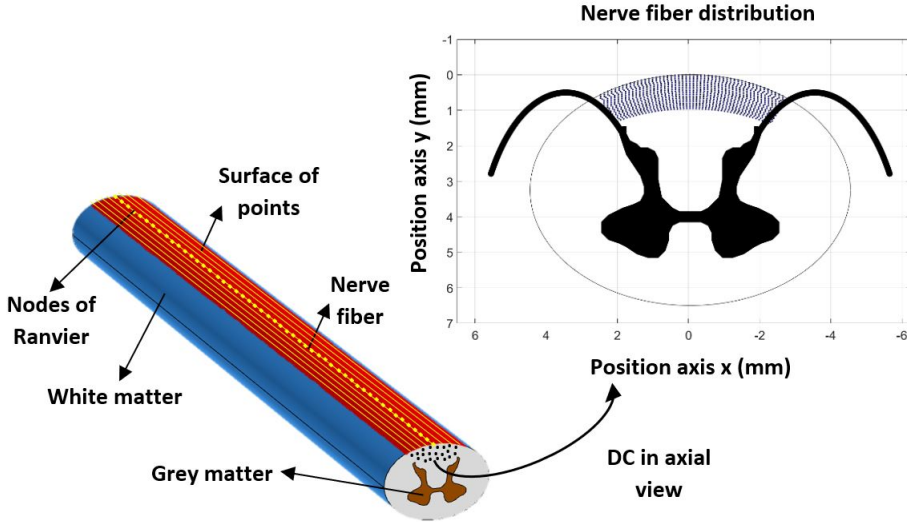 Nerve fiber distribution
-1
0
1
2
3
4
5
6
7
6
4
2
0
-2
-4
-6
Position axis y (mm)
Position axis x (mm)
Surface of
points
Nerve
fiber
Nodes of
Ranvier
White matter
Grey matter
DC in axial
view